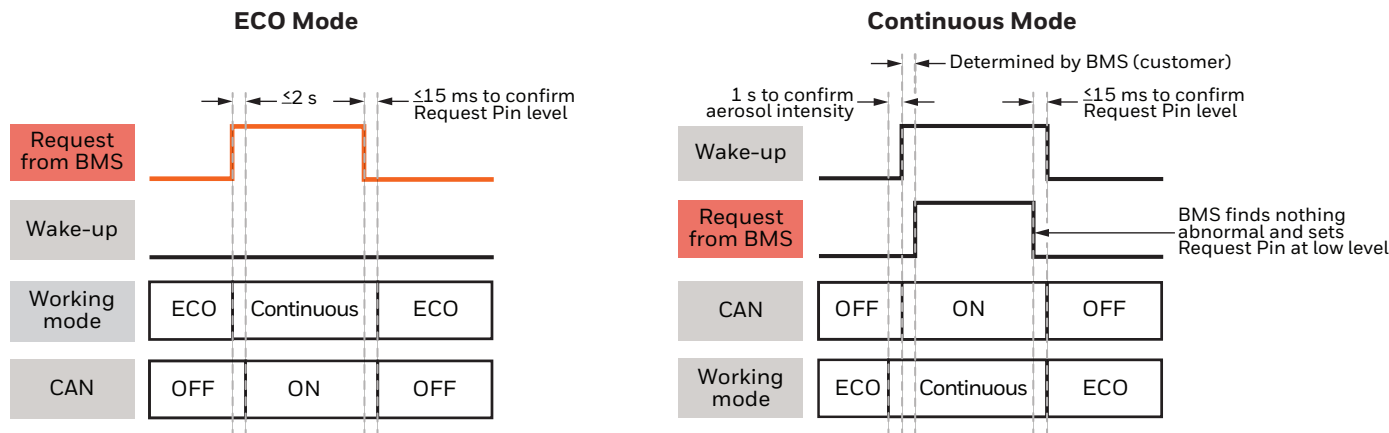 ECO Mode
≤2 s
≤15 ms to confirm
Request Pin level
Request
from BMS
Wake-up
Working
mode
ECO
Continuous
ECO
CAN
OFF
ON
OFF
Continuous Mode
Determined by BMS (customer)
1 s to confirm
aerosol intensity
≤15 ms to confirm
Request Pin level
Wake-up
Request
from BMS
BMS finds nothing
abnormal and sets
Request Pin at low level
CAN
OFF
ON
OFF
Working
mode
ECO
Continuous
ECO